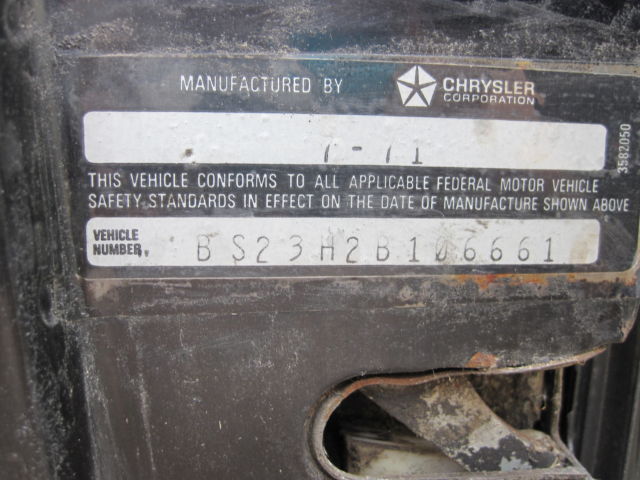 MANUFACTURED BY CHRYSLER CORPORATION
7-71
3582050
THIS VEHICLE CONFORMS TO ALL APPLICABLE FEDERAL MOTOR VEHICLE
SAFETY STANDARDS IN EFFECT ON THE DATE OF MANUFACTURE SHOWN ABOVE
VEHICLE NUMBER. BS23H2B106661